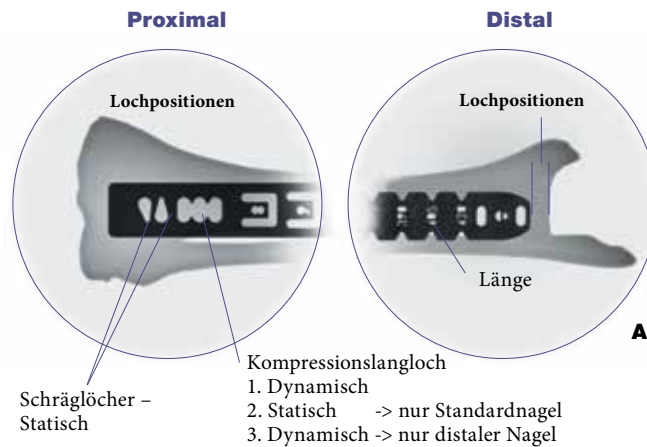 Proximal
Distal
Lochpositionen
Lochpositionen
Länge
A
Schräglöcher –
Statisch
Kompressionslangloch
1. Dynamisch
2. Statisch -> nur Standardnagel
3. Dynamisch -> nur distaler Nagel